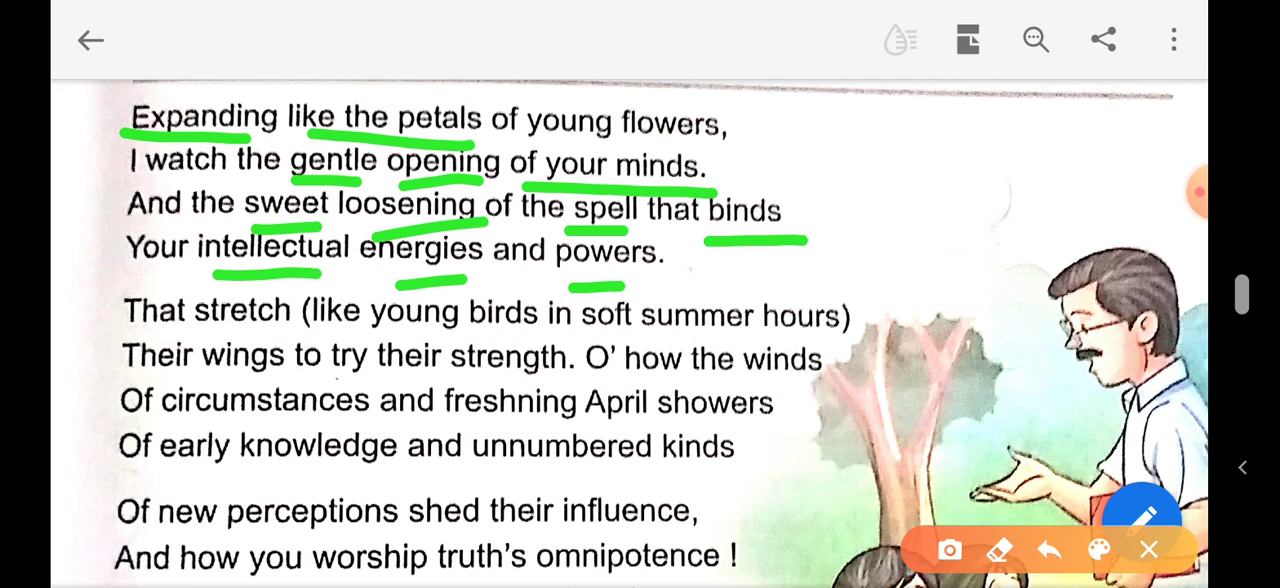 Expanding like the petals of young flowers,
I watch the gentle opening of your minds.
And the sweet loosening of the spell that binds
Your intellectual energies and powers.
That stretch (like young birds in soft summer hours)
Their wings to try their strength. O' how the winds
Of circumstances and freshning April showers
Of early knowledge and unnumbered kinds
Of new perceptions shed their influence,
And how you worship truth's omnipotence !